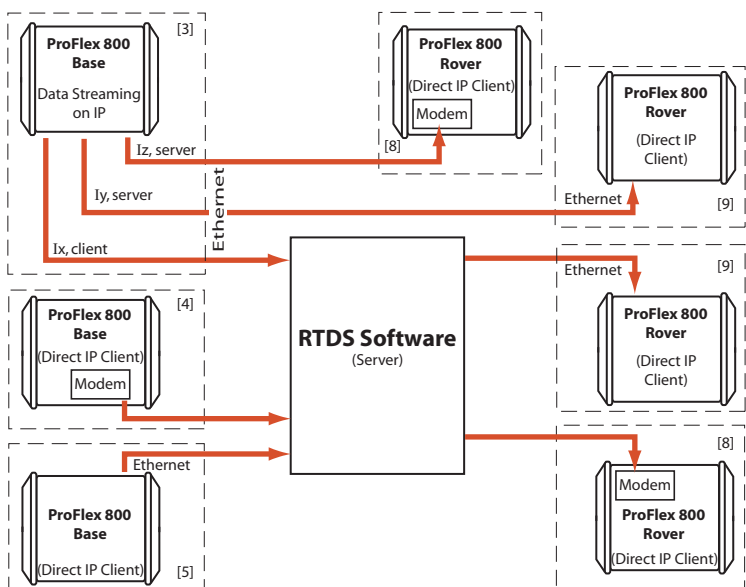 [3]
ProFlex 800
Base
Data Streaming
on IP
Iz, server
Iy, server
Ix, client
Ethernet
ProFlex 800
Rover
(Direct IP Client)
Modem
[8]
ProFlex 800
Rover
(Direct IP
Client)
Ethernet
[9]
[4]
ProFlex 800
Base
(Direct IP Client)
Modem
RTDS Software
(Server)
[9]
Ethernet
ProFlex 800
Rover
(Direct IP
Client)
Ethernet
ProFlex 800
Base
(Direct IP Client)
[5]
[8]
Modem
ProFlex 800
Rover
(Direct IP Client)